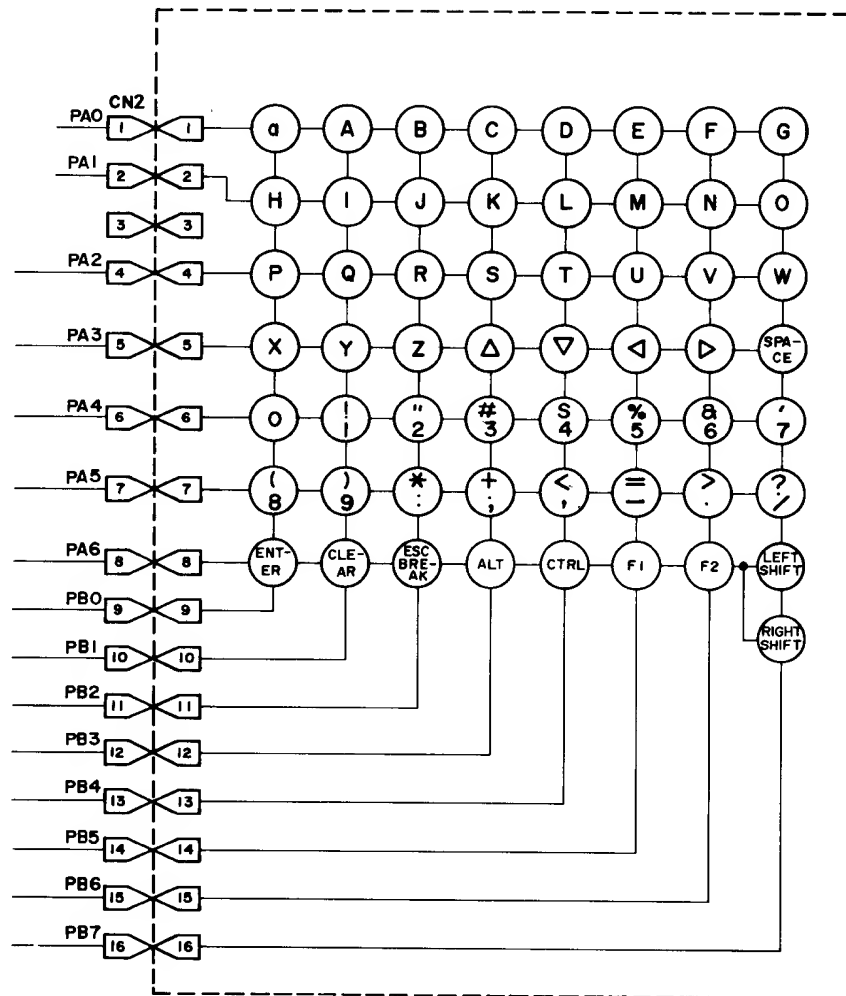 CN2
PA0 1 1 a A B C D E F G
PA1 2 2 H I J K L M N O
3 3
PA2 4 4 P Q R S T U V W
PA3 5 5 X Y Z △ ▽ ◁ ▷ SPA-
CE
PA4 6 6 0 ! " # S % & '
1 2 3 4 5 6 7
PA5 7 7 ( ) * + < = > ?
8 9 : ; , - . /
PA6 8 8 ENT-
ER CLE-
AR ESC
BRE-
AK ALT CTRL F1 F2 LEFT
SHIFT
PB0 9 9
RIGHT
SHIFT
PB1 10 10
PB2 11 11
PB3 12 12
PB4 13 13
PB5 14 14
PB6 15 15
PB7 16 16